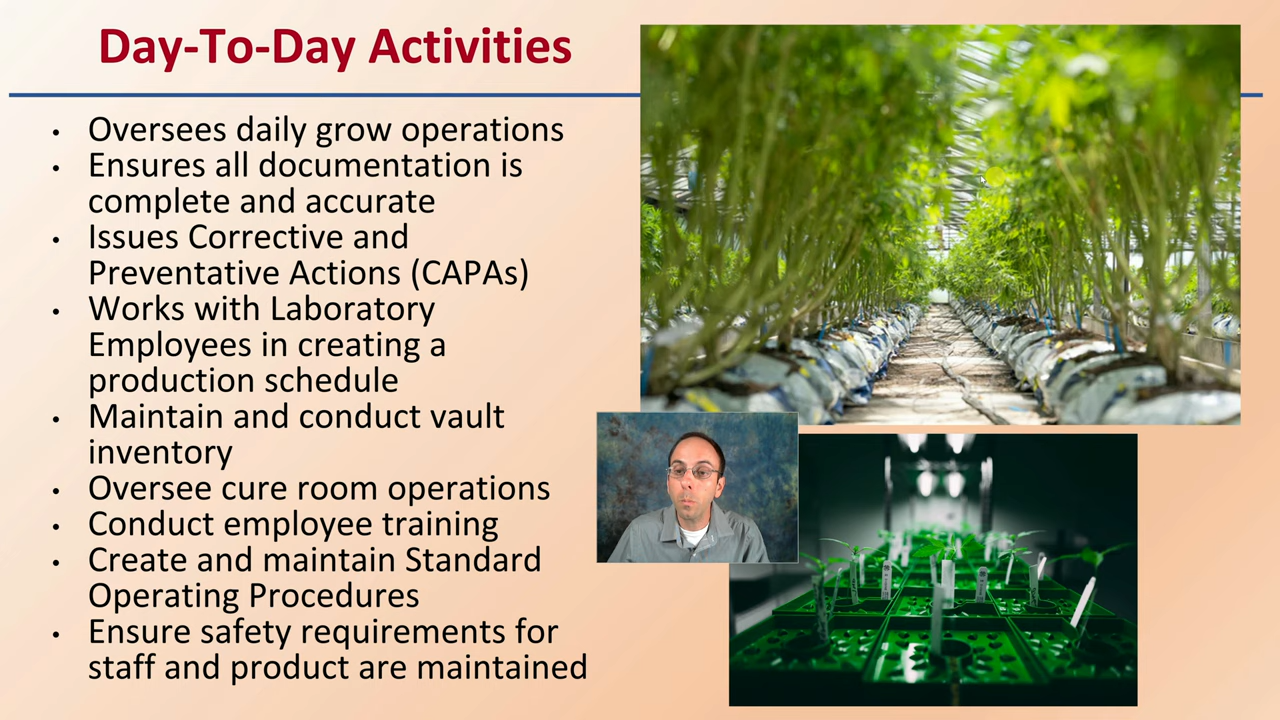 Day-To-Day Activities
• Oversees daily grow operations
• Ensures all documentation is
complete and accurate
• Issues Corrective and
Preventative Actions (CAPAs)
• Works with Laboratory
Employees in creating a
production schedule
• Maintain and conduct vault
inventory
• Oversee cure room operations
• Conduct employee training
• Create and maintain Standard
Operating Procedures
• Ensure safety requirements for
staff and product are maintained